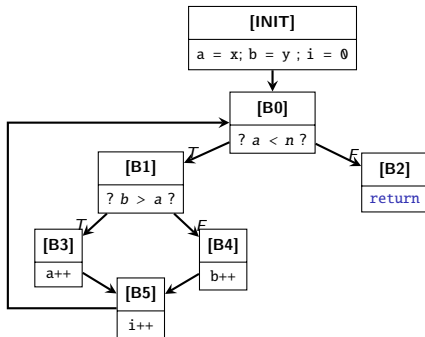 [INIT]
a = x; b = y ; i = 0
[B0]
? a < n ?
T
F
[B1]
? b > a ?
[B2]
return
T
F
[B3]
a++
[B4]
b++
[B5]
i++